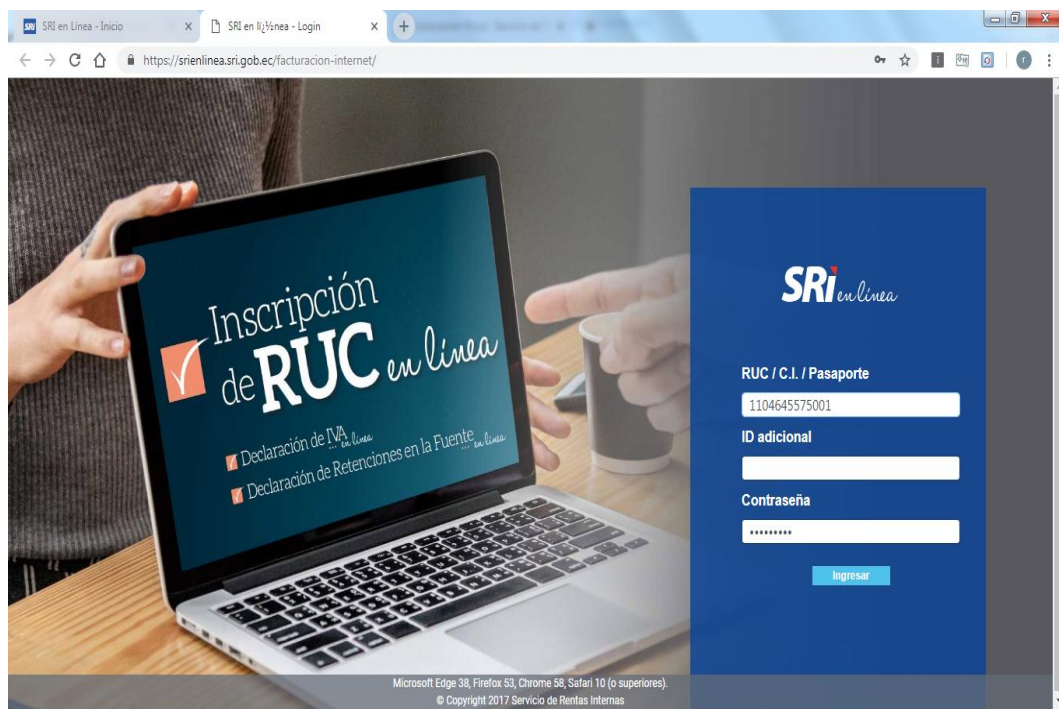 SRI en Linea - Inicio
SRI en lï¿½nea - Login
https://srienlinea.sri.gob.ec/facturacion-internet/
Inscripción
de RUC en línea
Declaración de IVA en línea
Declaración de Retenciones en la Fuente en línea
SRi en línea
RUC / C.I. / Pasaporte
1104645575001
ID adicional
Contraseña
•••••••••
Ingresar
Microsoft Edge 38, Firefox 53, Chrome 58, Safari 10 (o superiores).
© Copyright 2017 Servicio de Rentas Internas